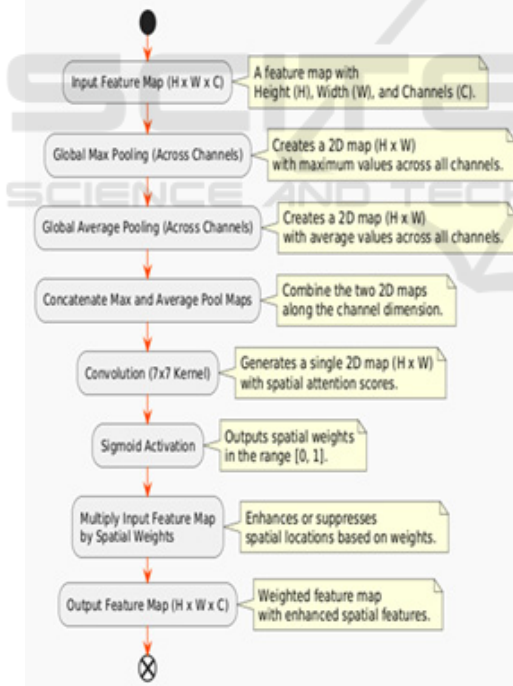 SCITE
Input Feature Map (H x W x C)
A feature map with
Height (H), Width (W), and Channels (C).
Global Max Pooling (Across Channels)
Creates a 2D map (H x W)
with maximum values across all channels.
SCIENCE AND TECH
Global Average Pooling (Across Channels)
Creates a 2D map (H x W)
with average values across all channels.
Concatenate Max and Average Pool Maps
Combine the two 2D maps
along the channel dimension.
Convolution (7x7 Kernel)
Generates a single 2D map (H x W)
with spatial attention scores.
Sigmoid Activation
Outputs spatial weights
in the range [0, 1].
Multiply Input Feature Map
by Spatial Weights
Enhances or suppresses
spatial locations based on weights.
Output Feature Map (H x W x C)
Weighted feature map
with enhanced spatial features.